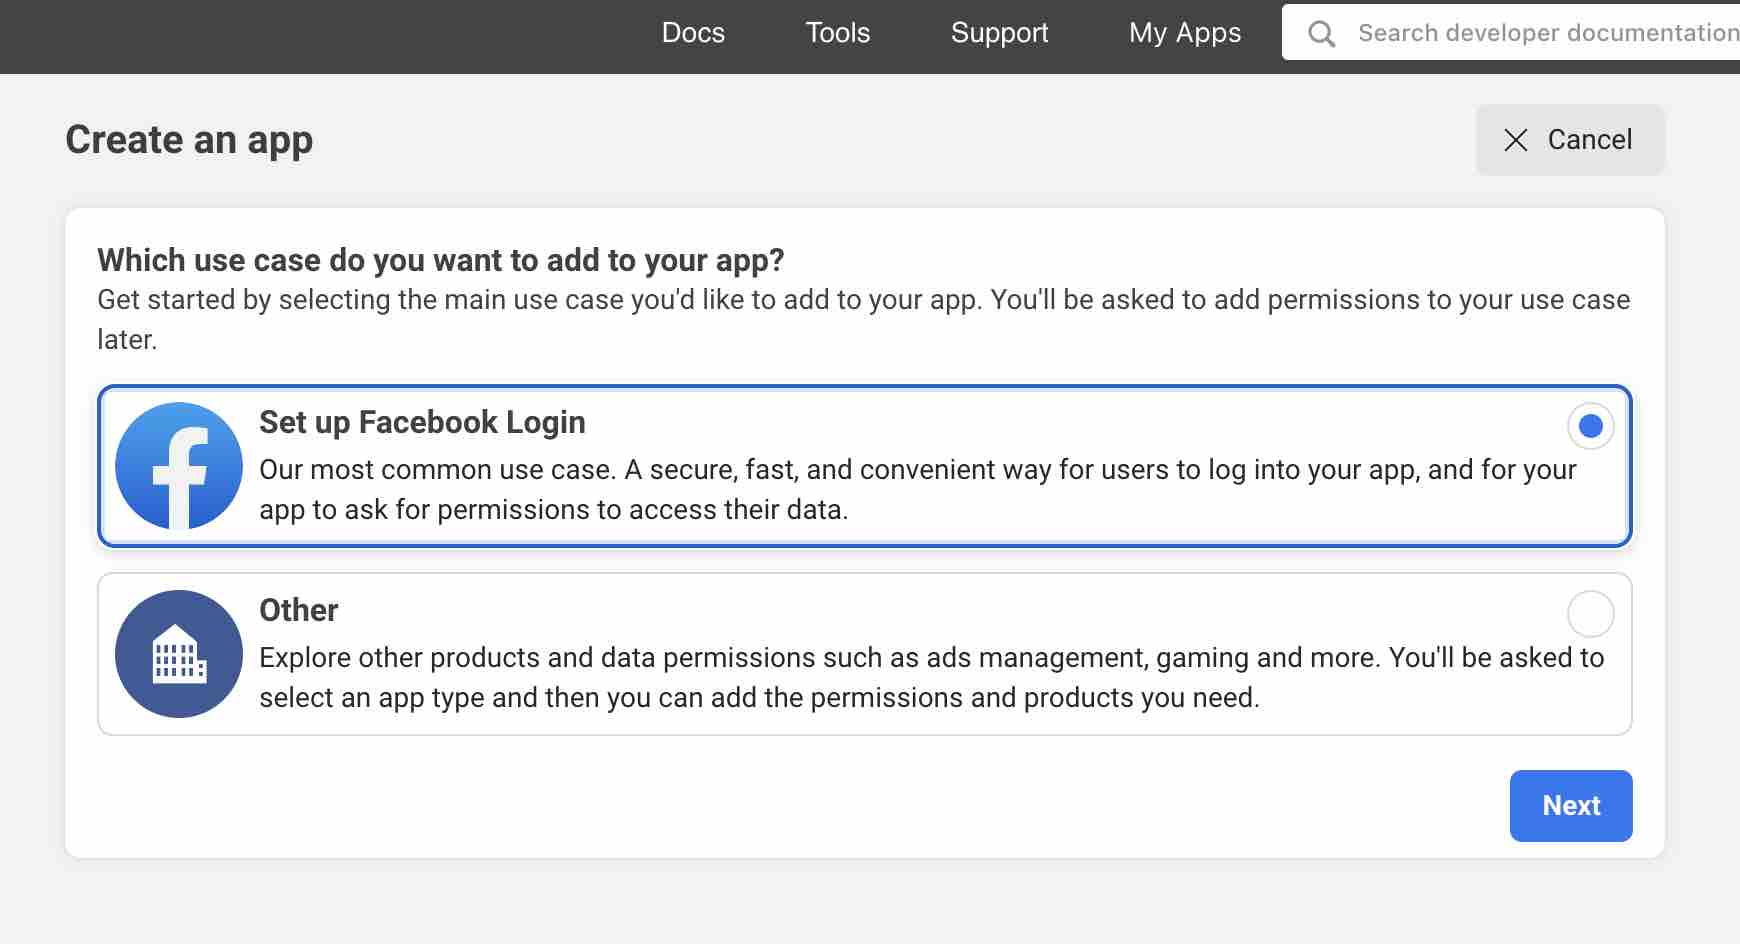 Docs Tools Support My Apps Search developer documentation
Create an app
Cancel
Which use case do you want to add to your app?
Get started by selecting the main use case you'd like to add to your app. You'll be asked to add permissions to your use case
later.
Set up Facebook Login
Our most common use case. A secure, fast, and convenient way for users to log into your app, and for your
app to ask for permissions to access their data.
Other
Explore other products and data permissions such as ads management, gaming and more. You'll be asked to
select an app type and then you can add the permissions and products you need.
Next